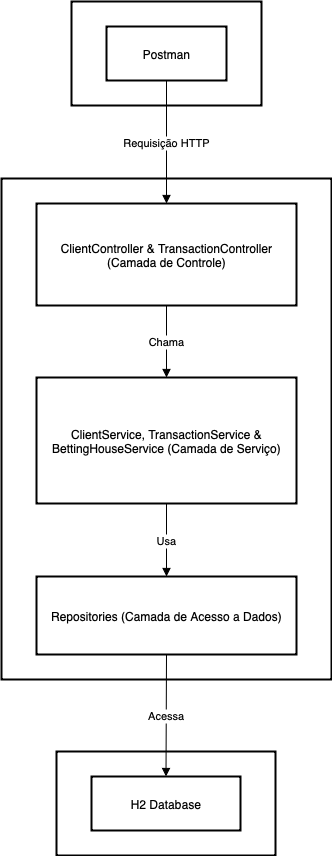 Postman
Requisição HTTP
ClientController & TransactionController
(Camada de Controle)
Chama
ClientService, TransactionService &
BettingHouseService (Camada de Serviço)
Usa
Repositories (Camada de Acesso a Dados)
Acessa
H2 Database